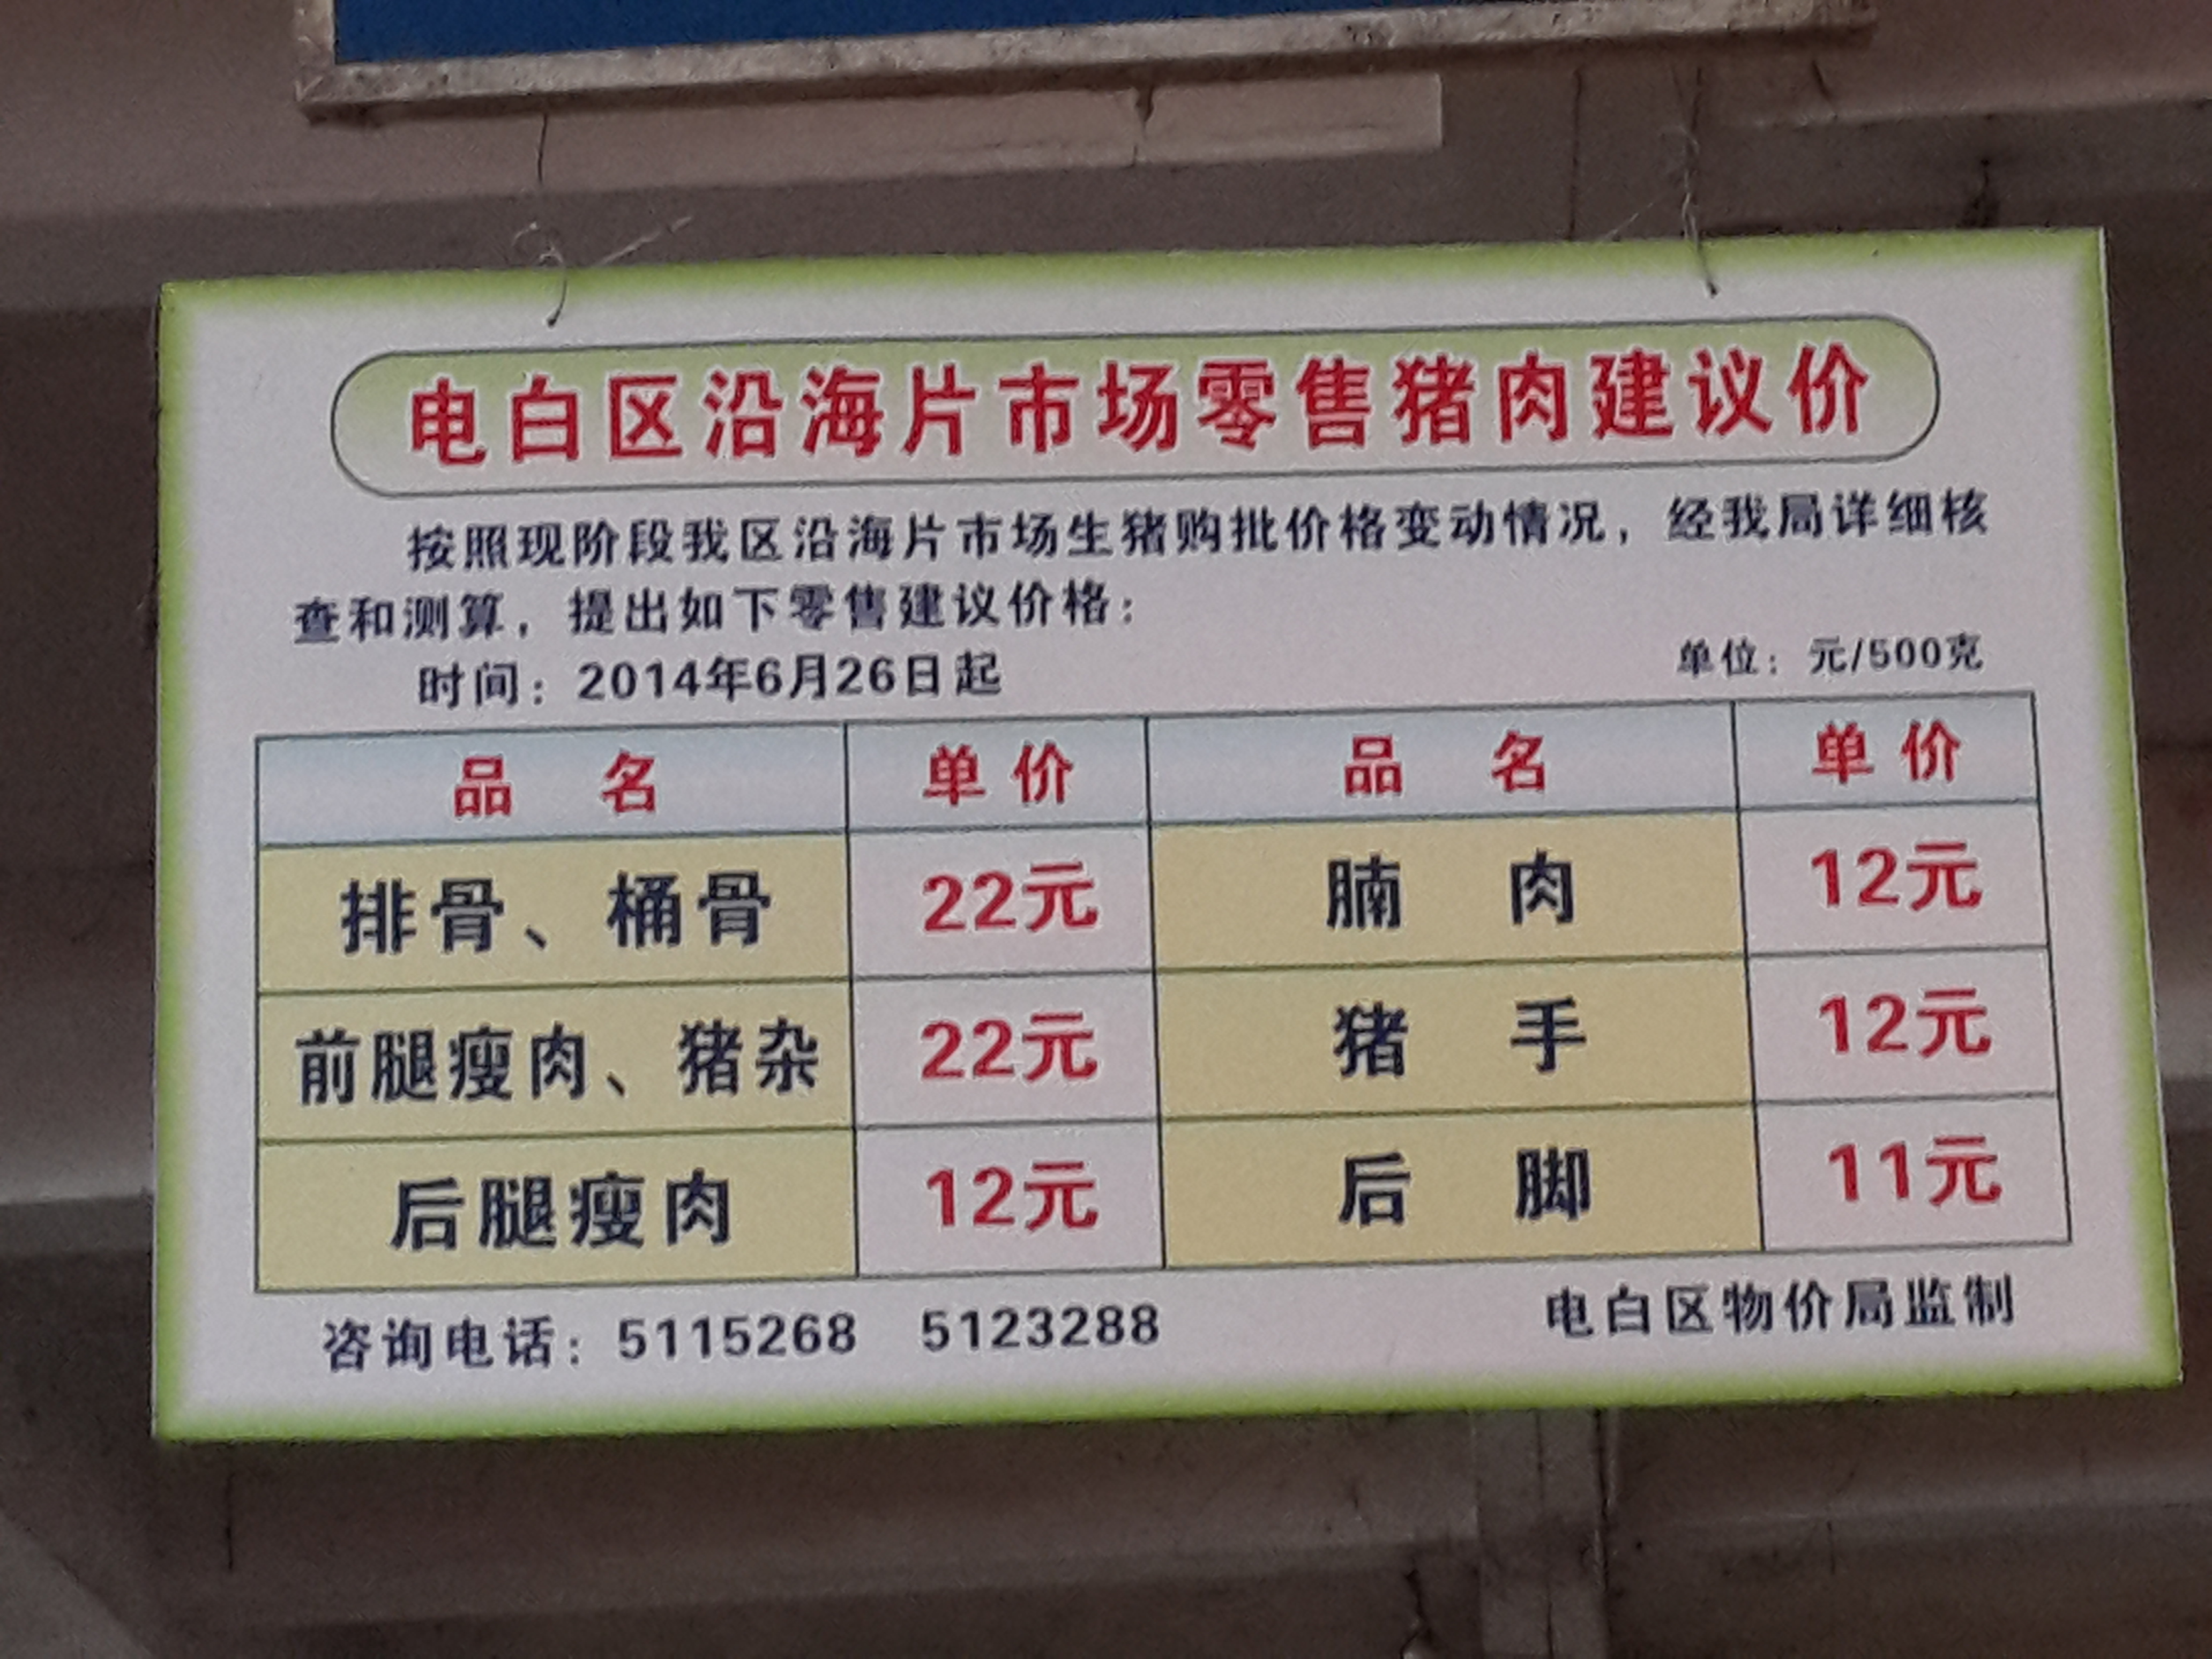 电白区沿海片市场零售猪肉建议价
按照现阶段我区沿海片市场生猪购批价格变动情况，经我局详细核
查和测算，提出如下零售建议价格：
时间：2014年6月26日起 单位：元/500克
品 名 单价 品 名 单价
排骨、桶骨 22元 腩 肉 12元
前腿瘦肉、猪杂 22元 猪 手 12元
后腿瘦肉 12元 后 脚 11元
咨询电话：5115268 5123288 电白区物价局监制